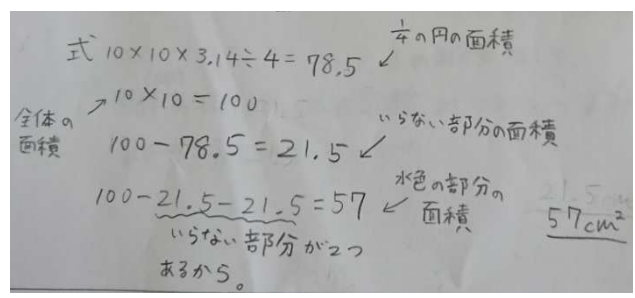 式 10×10×3.14÷4=78.5 ↙ 1/4の円の面積
全体の面積 ↗ 10×10=100
100-78.5=21.5 ↙ いらない部分の面積
100-21.5-21.5=57 ↙ 水色の部分の面積
いらない部分が2つ
あるから。
21.5
57cm²